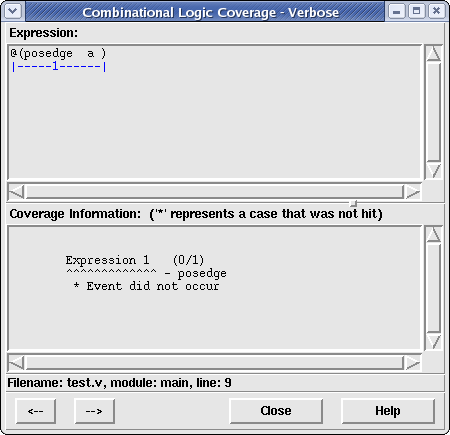 Combinational Logic Coverage - Verbose
Expression:
@(posedge  a )
|-----1------|
Coverage Information:  ('*' represents a case that was not hit)
Expression 1   (0/1)
^^^^^^^^^^^^^ - posedge
* Event did not occur
Filename: test.v, module: main, line: 9
<-- --> Close Help